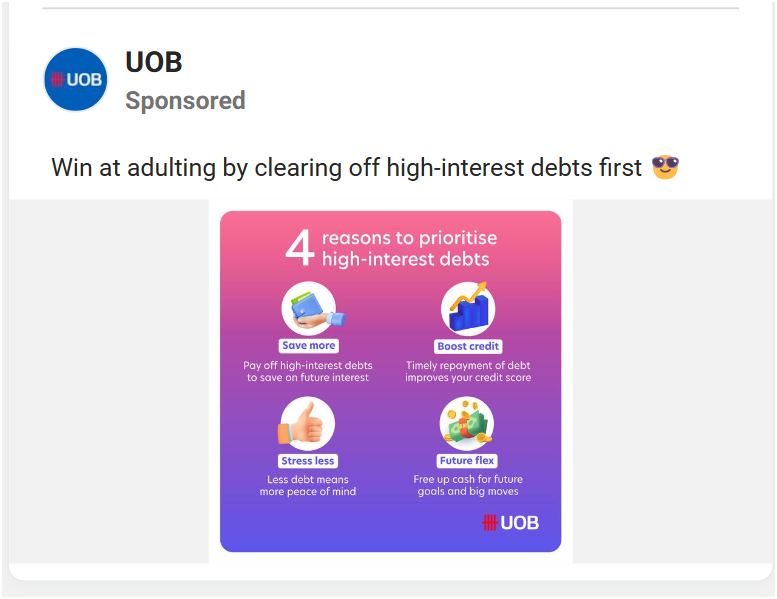 UOB
UOB
Sponsored
Win at adulting by clearing off high-interest debts first 😎
4 reasons to prioritise
high-interest debts
Save more
Pay off high-interest debts
to save on future interest
Boost credit
Timely repayment of debt
improves your credit score
Stress less
Less debt means
more peace of mind
Future flex
Free up cash for future
goals and big moves
UOB